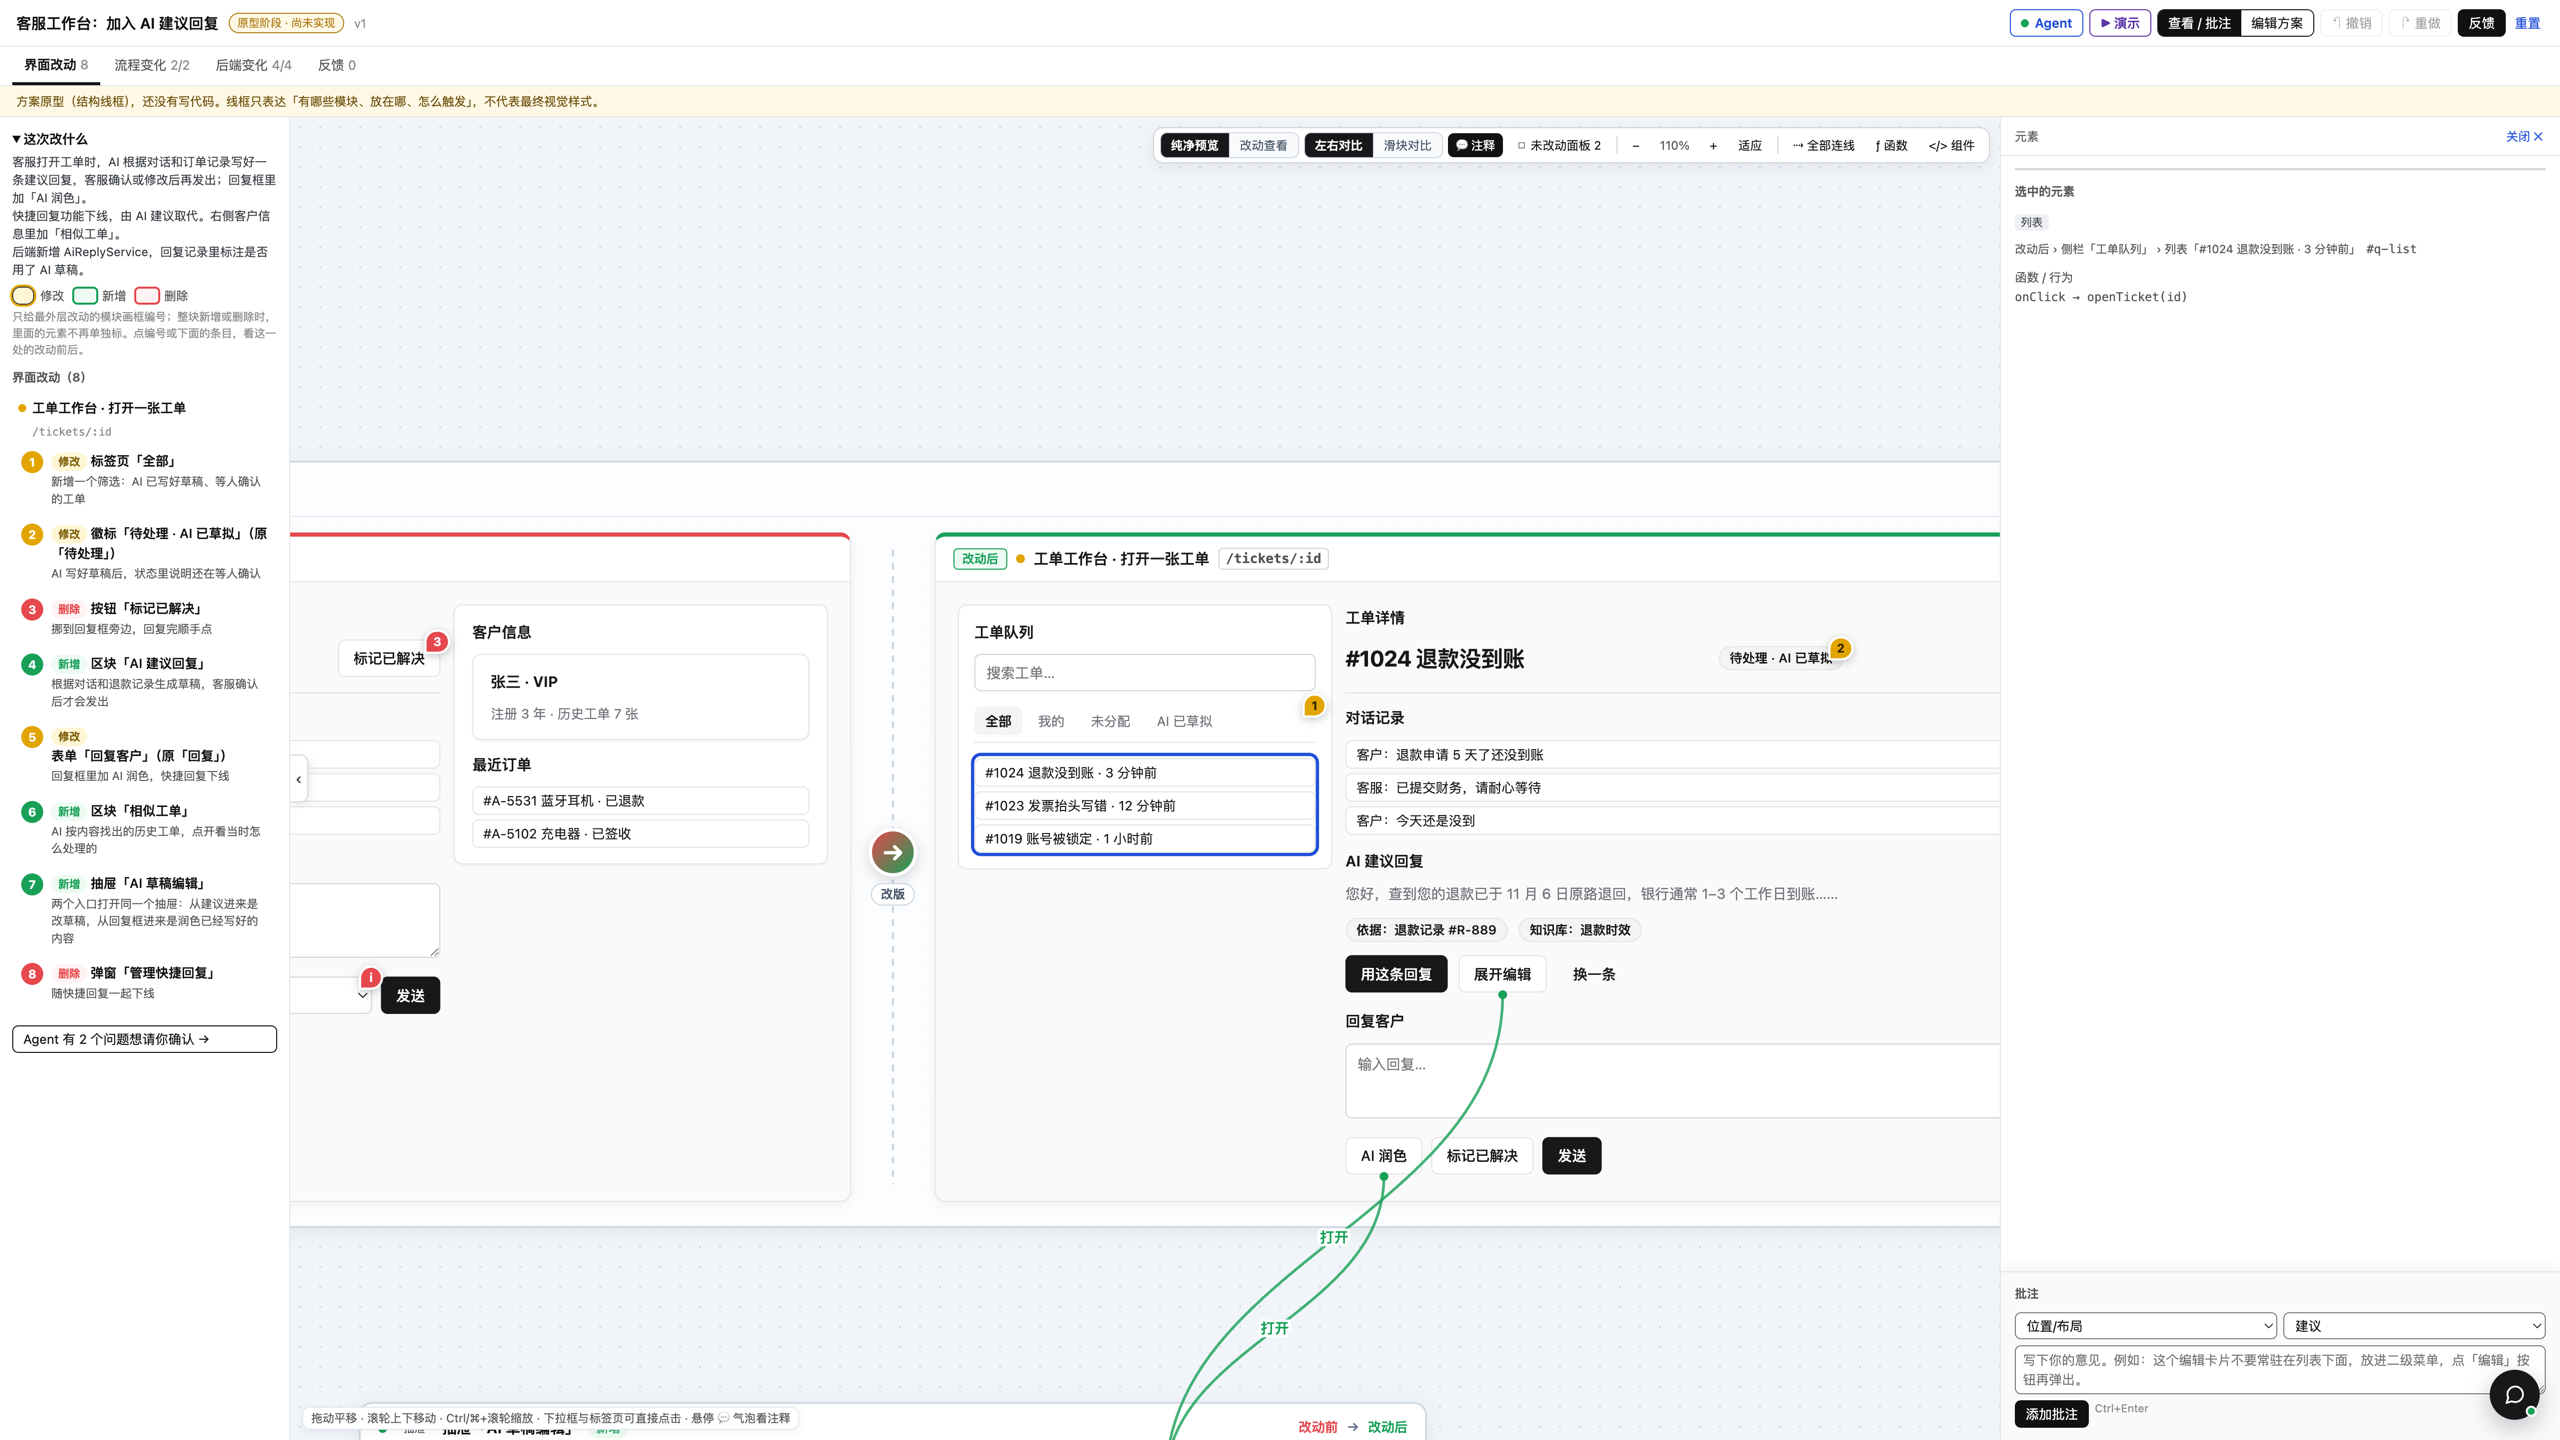 客服工作台：加入 AI 建议回复
原型阶段 · 尚未实现
v1
Agent
演示
查看 / 批注
编辑方案
撤销
重做
反馈
重置
界面改动 8
流程变化 2/2
后端变化 4/4
反馈 0
方案原型（结构线框），还没有写代码。线框只表达「有哪些模块、放在哪、怎么触发」，不代表最终视觉样式。
这次改什么
客服打开工单时，AI 根据对话和订单记录写好一
条建议回复，客服确认或修改后再发出；回复框里
加「AI 润色」。
快捷回复功能下线，由 AI 建议取代。右侧客户信
息里加「相似工单」。
后端新增 AiReplyService，回复记录里标注是否
用了 AI 草稿。
修改 新增 删除
只给最外层改动的模块画框编号；整块新增或删除时，
里面的元素不再单独标。点编号或下面的条目，看这一
处的改动前后。
界面改动（8）
工单工作台 · 打开一张工单
/tickets/:id
1 修改 标签页「全部」
新增一个筛选：AI 已写好草稿、等人确认
的工单
2 修改 徽标「待处理 · AI 已草拟」（原
「待处理」）
AI 写好草稿后，状态里说明还在等人确认
3 删除 按钮「标记已解决」
挪到回复框旁边，回复完顺手点
4 新增 区块「AI 建议回复」
根据对话和退款记录生成草稿，客服确认
后才会发出
5 修改
表单「回复客户」（原「回复」）
回复框里加 AI 润色，快捷回复下线
6 新增 区块「相似工单」
AI 按内容找出的历史工单，点开看当时怎
么处理的
7 新增 抽屉「AI 草稿编辑」
两个入口打开同一个抽屉：从建议进来是
改草稿，从回复框进来是润色已经写好的
内容
8 删除 弹窗「管理快捷回复」
随快捷回复一起下线
Agent 有 2 个问题想请你确认 →
纯净预览
改动查看
左右对比
滑块对比
注释
未改动面板 2
− 110% +
适应
全部连线
ƒ 函数
</> 组件
标记已解决
3
客户信息
张三 · VIP
注册 3 年 · 历史工单 7 张
最近订单
#A-5531 蓝牙耳机 · 已退款
#A-5102 充电器 · 已签收
i
发送
改版
改动后
工单工作台 · 打开一张工单
/tickets/:id
工单队列
搜索工单...
1
全部 我的 未分配 AI 已草拟
#1024 退款没到账 · 3 分钟前
#1023 发票抬头写错 · 12 分钟前
#1019 账号被锁定 · 1 小时前
工单详情
#1024 退款没到账
待处理 · AI 已草拟
2
对话记录
客户：退款申请 5 天了还没到账
客服：已提交财务，请耐心等待
客户：今天还是没到
AI 建议回复
您好，查到您的退款已于 11 月 6 日原路退回，银行通常 1–3 个工作日到账……
依据：退款记录 #R-889
知识库：退款时效
用这条回复
展开编辑
换一条
回复客户
输入回复...
AI 润色
标记已解决
发送
打开
打开
拖动平移 · 滚轮上下移动 · Ctrl/⌘+滚轮缩放 · 下拉框与标签页可直接点击 · 悬停 气泡看注释
改动前 → 改动后
元素
关闭 ✕
选中的元素
列表
改动后 › 侧栏「工单队列」 › 列表「#1024 退款没到账 · 3 分钟前」 #q-list
函数 / 行为
onClick → openTicket(id)
批注
位置/布局
建议
写下你的意见。例如：这个编辑卡片不要常驻在列表下面，放进二级菜单，点「编辑」按
钮再弹出。
添加批注
Ctrl+Enter